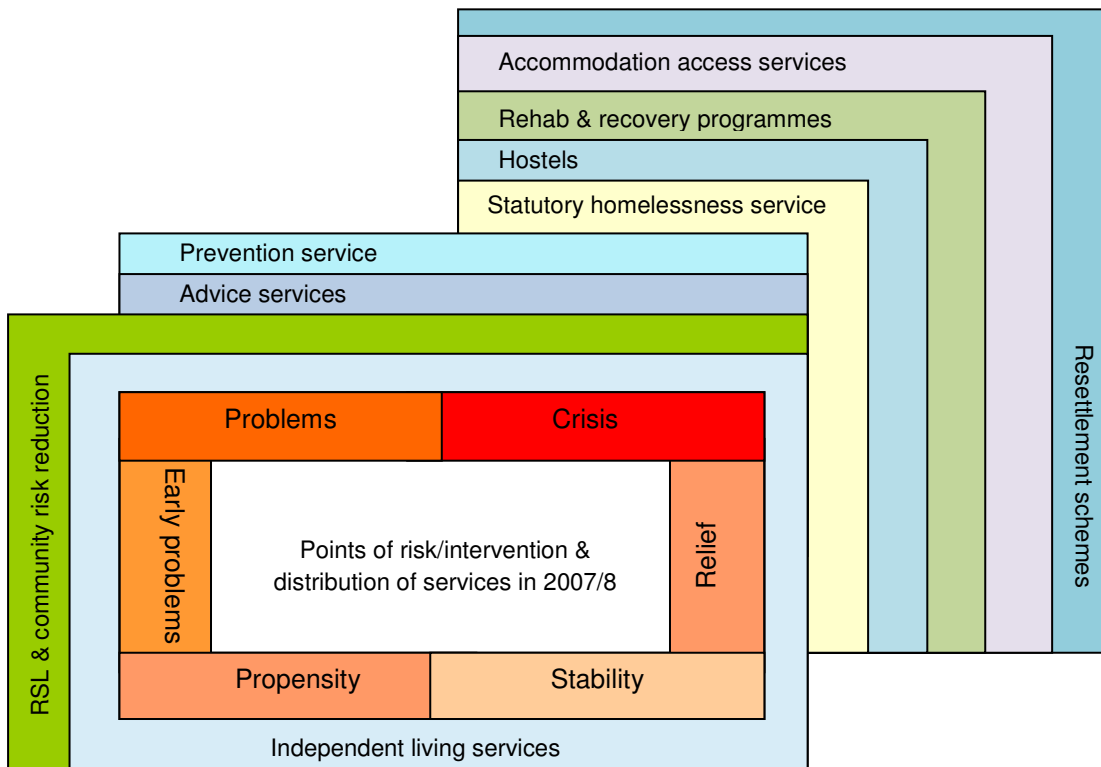 Accommodation access services
Rehab & recovery programmes
Hostels
Statutory homelessness service
Prevention service
Advice services
RSL & community risk reduction
Resettlement schemes
Problems
Crisis
Early problems
Points of risk/intervention &
distribution of services in 2007/8
Relief
Propensity
Stability
Independent living services